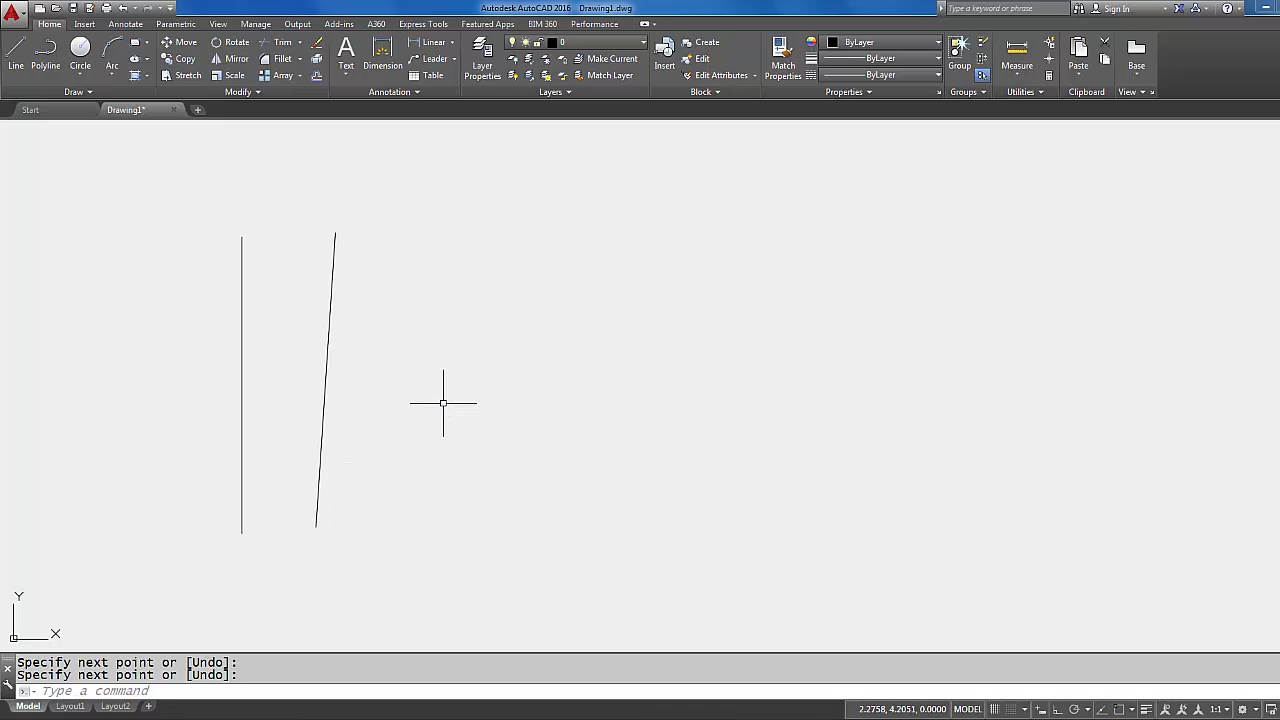 Autodesk AutoCAD 2016 Drawing1.dwg
Type a keyword or phrase
Sign In
Home Insert Annotate Parametric View Manage Output Add-ins A360 Express Tools Featured Apps BIM 360 Performance
Line Polyline Circle Arc
Move Rotate Trim
Copy Mirror Fillet
Stretch Scale Array
Text Dimension
Linear
Leader
Table
Layer Properties
0
Make Current
Match Layer
Insert
Create
Edit
Edit Attributes
Match Properties
ByLayer
ByLayer
ByLayer
Group Measure Paste Base
Draw Modify Annotation Layers Block Properties Groups Utilities Clipboard View
Start Drawing1*
Y
X
Specify next point or [Undo]:
Specify next point or [Undo]:
Type a command
Model Layout1 Layout2
2.2758, 4.2051, 0.0000 MODEL 1:1